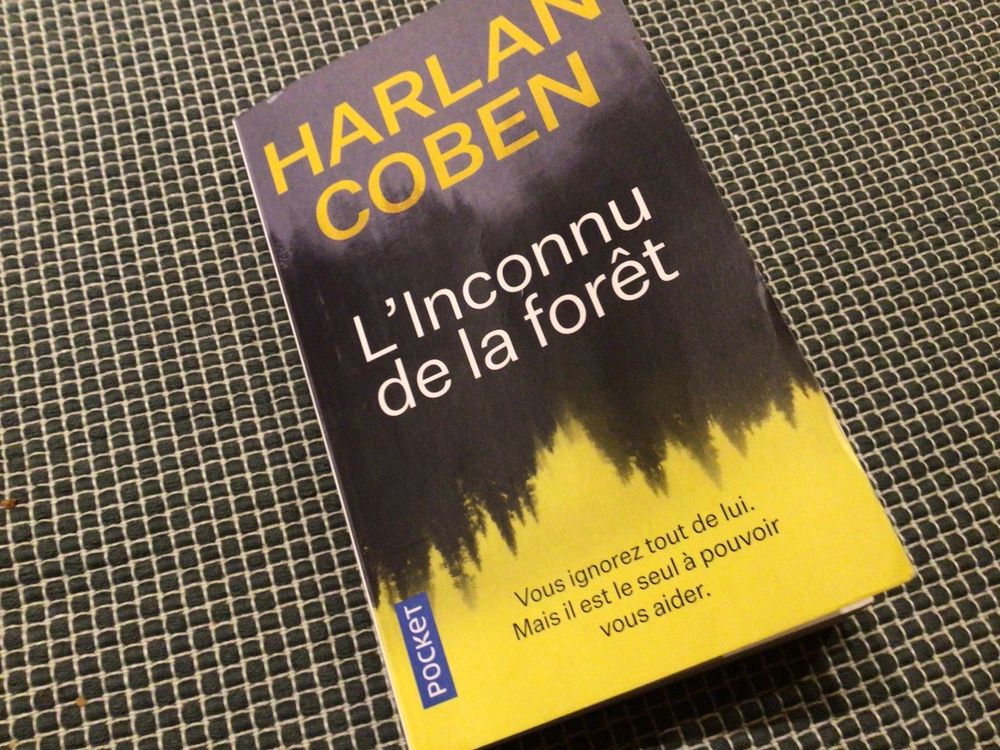 HARLAN
COBEN
L'Inconnu
de la forêt
Vous ignorez tout de lui.
Mais il est le seul à pouvoir
vous aider.
POCKET